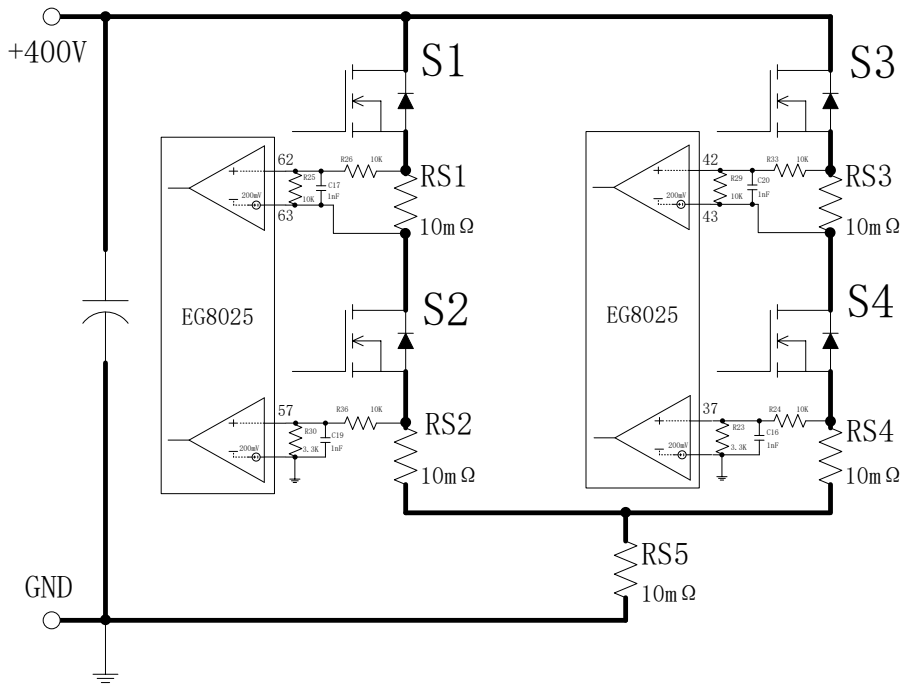 +400V
S1
S3
62
R26
10K
R25
10K
C17
1nF
200mV
63
RS1
10mΩ
42
R33
10K
R29
10K
C20
1nF
200mV
43
RS3
10mΩ
EG8025
S2
EG8025
S4
57
R36
10K
R30
3.3K
C19
1nF
200mV
RS2
10mΩ
37
R24
10K
R23
3.3K
C16
1nF
200mV
RS4
10mΩ
RS5
10mΩ
GND